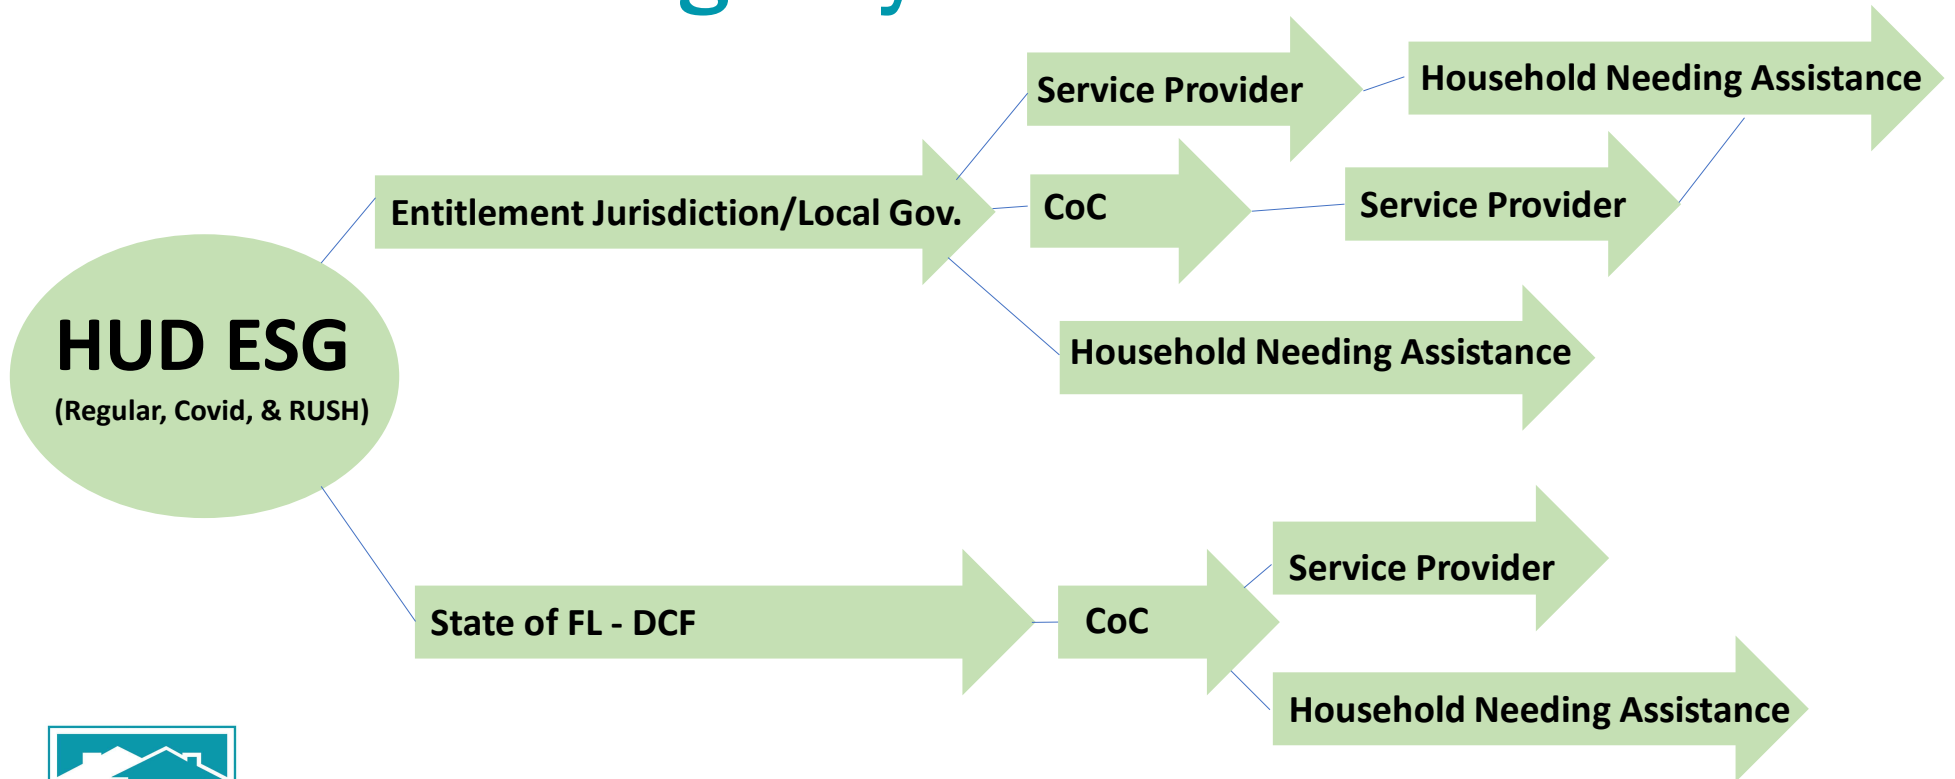 Service Provider
Household Needing Assistance
Entitlement Jurisdiction/Local Gov.
CoC
Service Provider
HUD ESG
(Regular, Covid, & RUSH)
Household Needing Assistance
State of FL - DCF
CoC
Service Provider
Household Needing Assistance